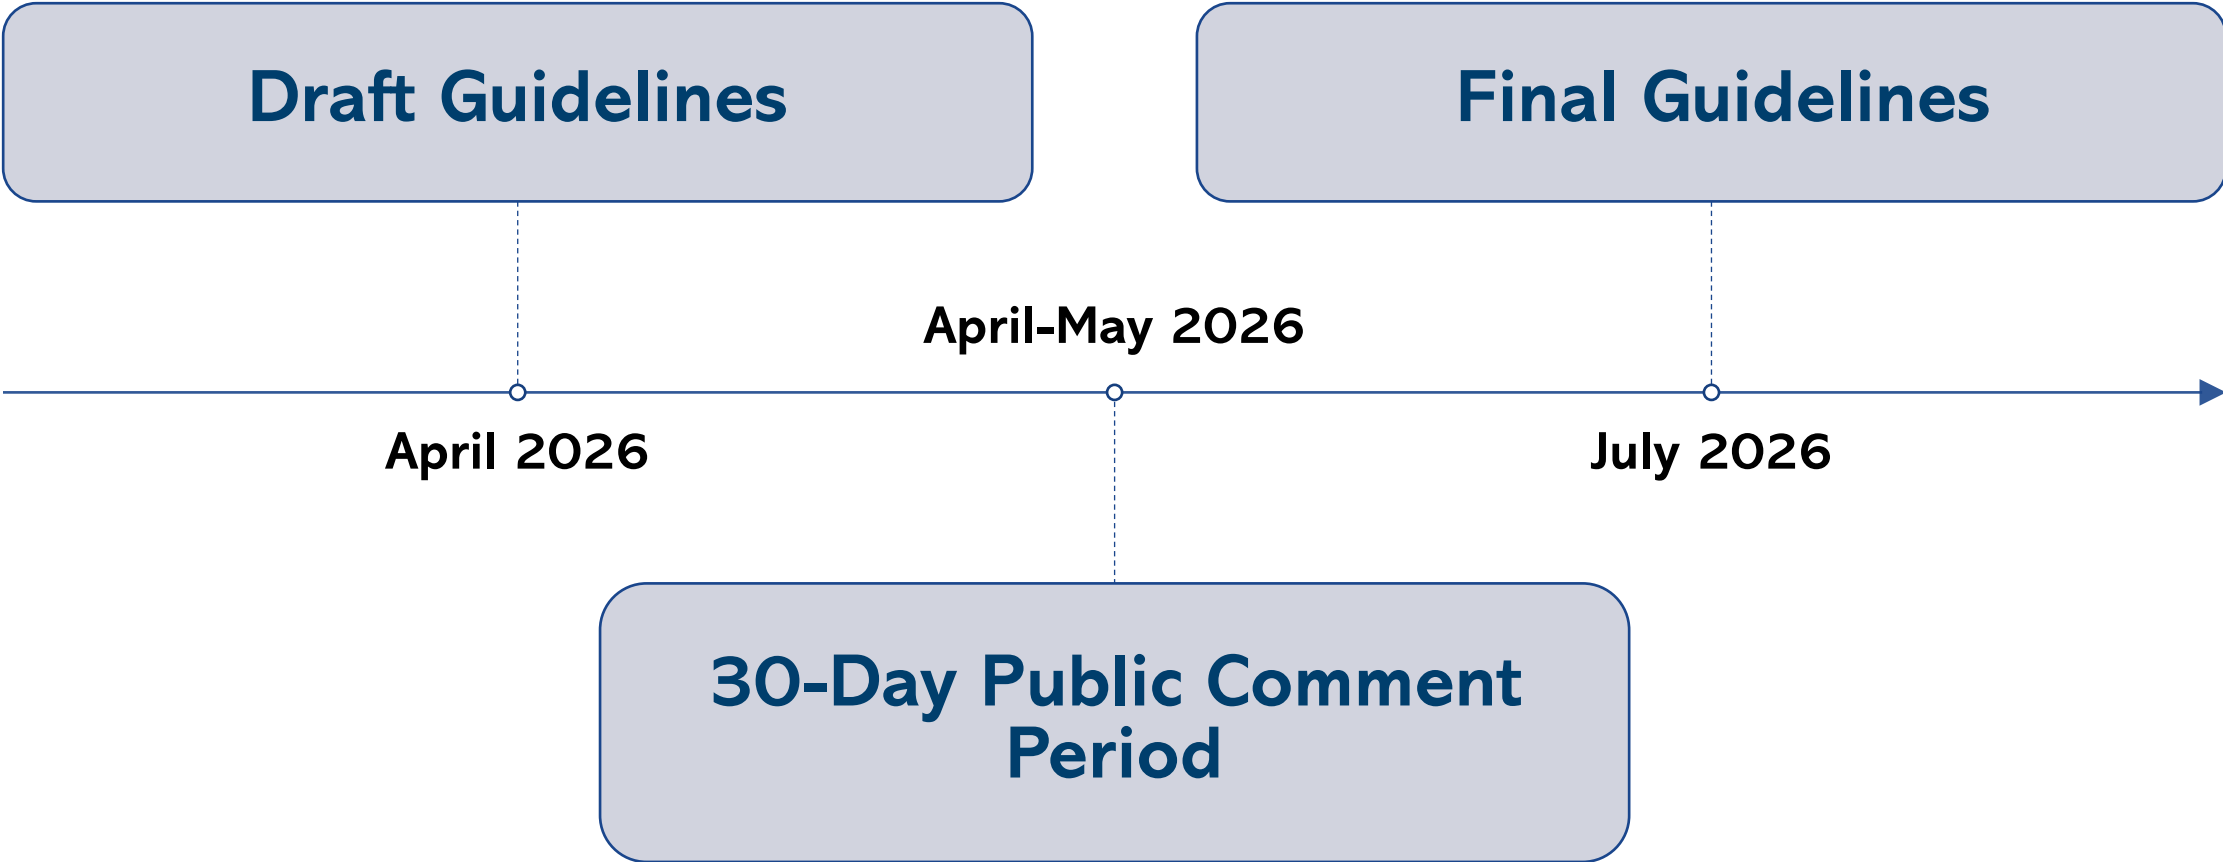 Draft Guidelines
Final Guidelines
April-May 2026
April 2026
July 2026
30-Day Public Comment
Period